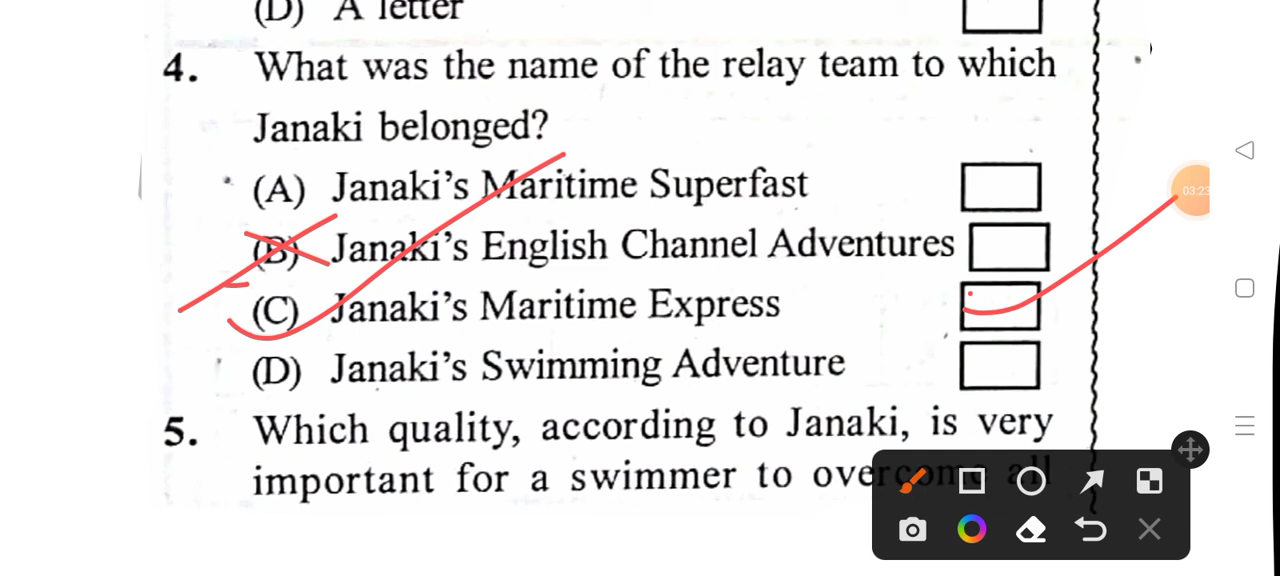 (D) A letter
4. What was the name of the relay team to which
Janaki belonged?
(A) Janaki's Maritime Superfast
(B) Janaki's English Channel Adventures
(C) Janaki's Maritime Express
(D) Janaki's Swimming Adventure
5. Which quality, according to Janaki, is very
important for a swimmer to overcome all
03:23